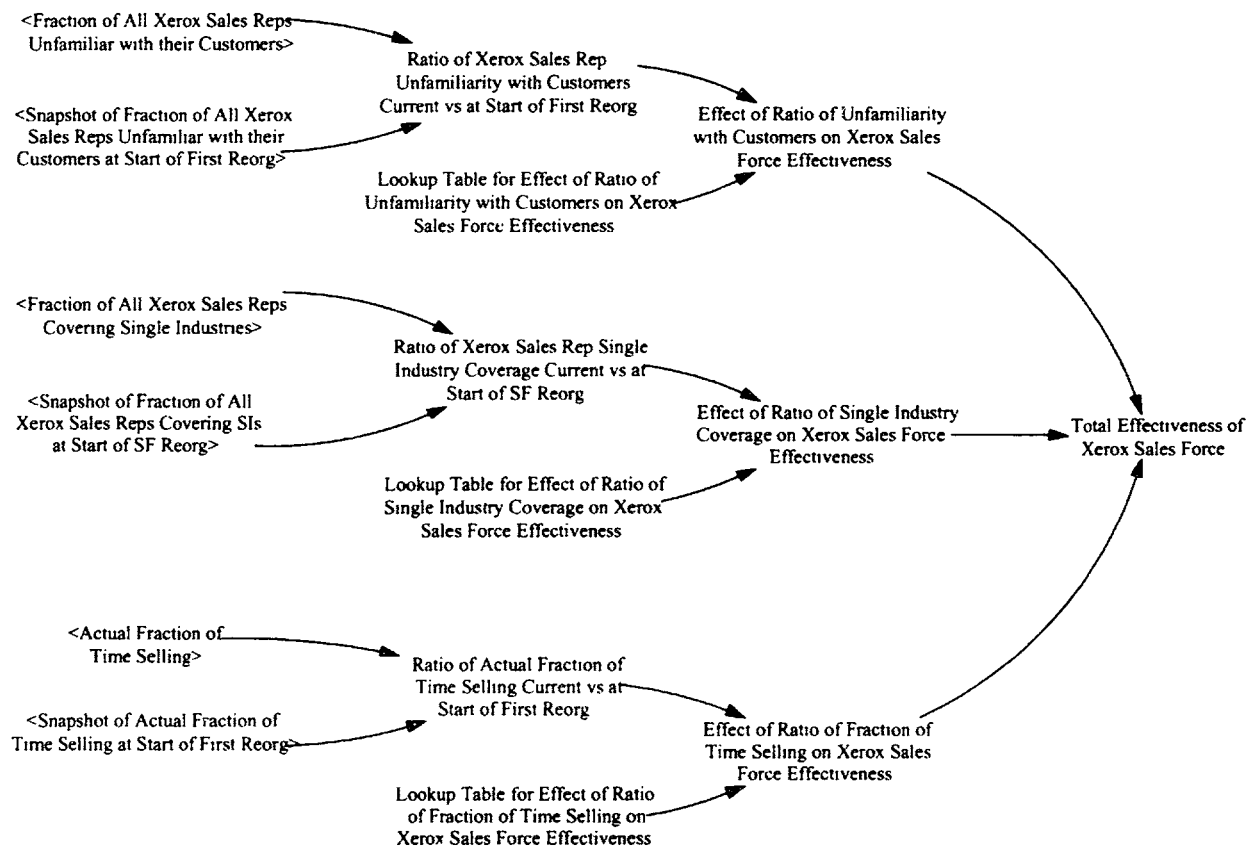 <Fraction of All Xerox Sales Reps
Unfamiliar with their Customers>
Ratio of Xerox Sales Rep
Unfamiliarity with Customers
Current vs at Start of First Reorg
<Snapshot of Fraction of All Xerox
Sales Reps Unfamiliar with their
Customers at Start of First Reorg>
Effect of Ratio of Unfamiliarity
with Customers on Xerox Sales
Force Effectiveness
Lookup Table for Effect of Ratio of
Unfamiliarity with Customers on Xerox
Sales Force Effectiveness
<Fraction of All Xerox Sales Reps
Covering Single Industries>
Ratio of Xerox Sales Rep Single
Industry Coverage Current vs at
Start of SF Reorg
<Snapshot of Fraction of All
Xerox Sales Reps Covering SIs
at Start of SF Reorg>
Effect of Ratio of Single Industry
Coverage on Xerox Sales Force
Effectiveness
Total Effectiveness of
Xerox Sales Force
Lookup Table for Effect of Ratio of
Single Industry Coverage on Xerox
Sales Force Effectiveness
<Actual Fraction of
Time Selling>
Ratio of Actual Fraction of
Time Selling Current vs at
Start of First Reorg
<Snapshot of Actual Fraction of
Time Selling at Start of First Reorg>
Effect of Ratio of Fraction of
Time Selling on Xerox Sales
Force Effectiveness
Lookup Table for Effect of Ratio
of Fraction of Time Selling on
Xerox Sales Force Effectiveness